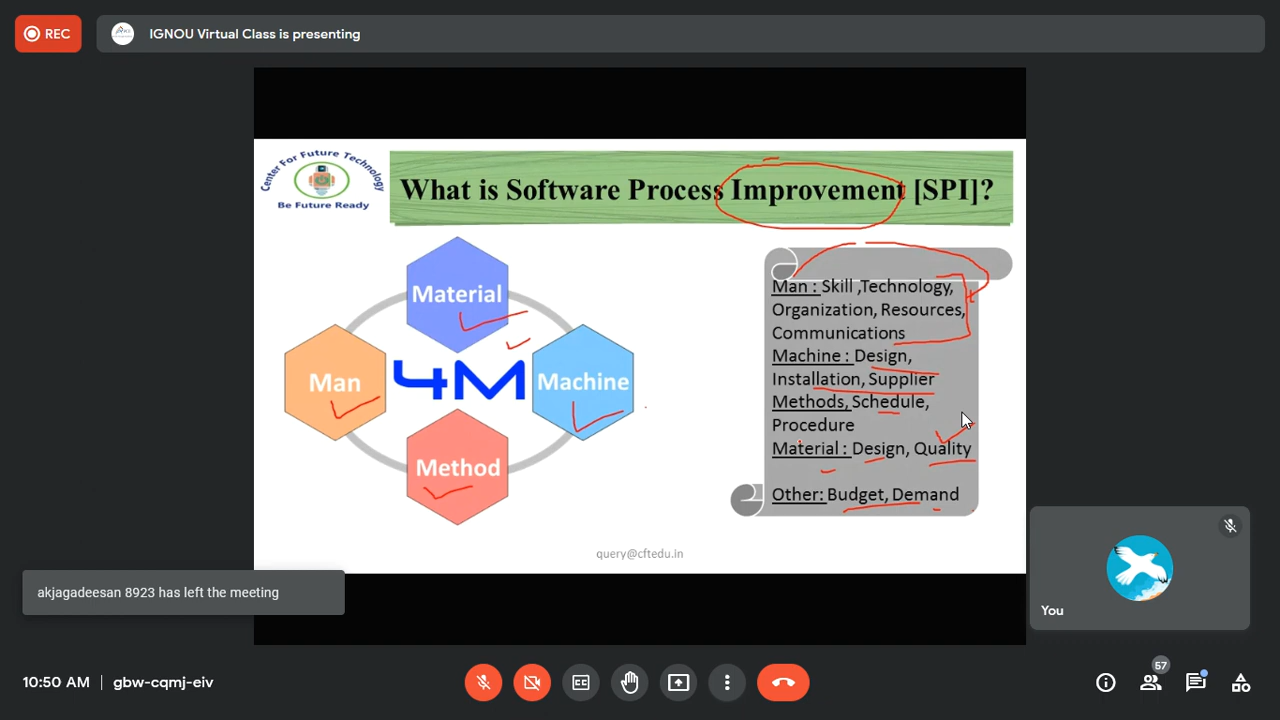 REC
IGNOU Virtual Class is presenting
Center For Future Technology
Be Future Ready
What is Software Process Improvement [SPI]?
Material
Man
4M
Machine
Method
Man : Skill ,Technology,
Organization, Resources,
Communications
Machine : Design,
Installation, Supplier
Methods, Schedule,
Procedure
Material : Design, Quality
Other: Budget, Demand
query@cftedu.in
akjagadeesan 8923 has left the meeting
You
10:50 AM | gbw-cqmj-eiv
CC
57